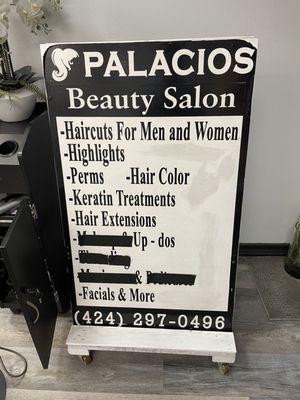 PALACIOS
Beauty Salon
-Haircuts For Men and Women
-Highlights
-Perms -Hair Color
-Keratin Treatments
-Hair Extensions
Up - dos
&
-Facials & More
(424) 297-0496